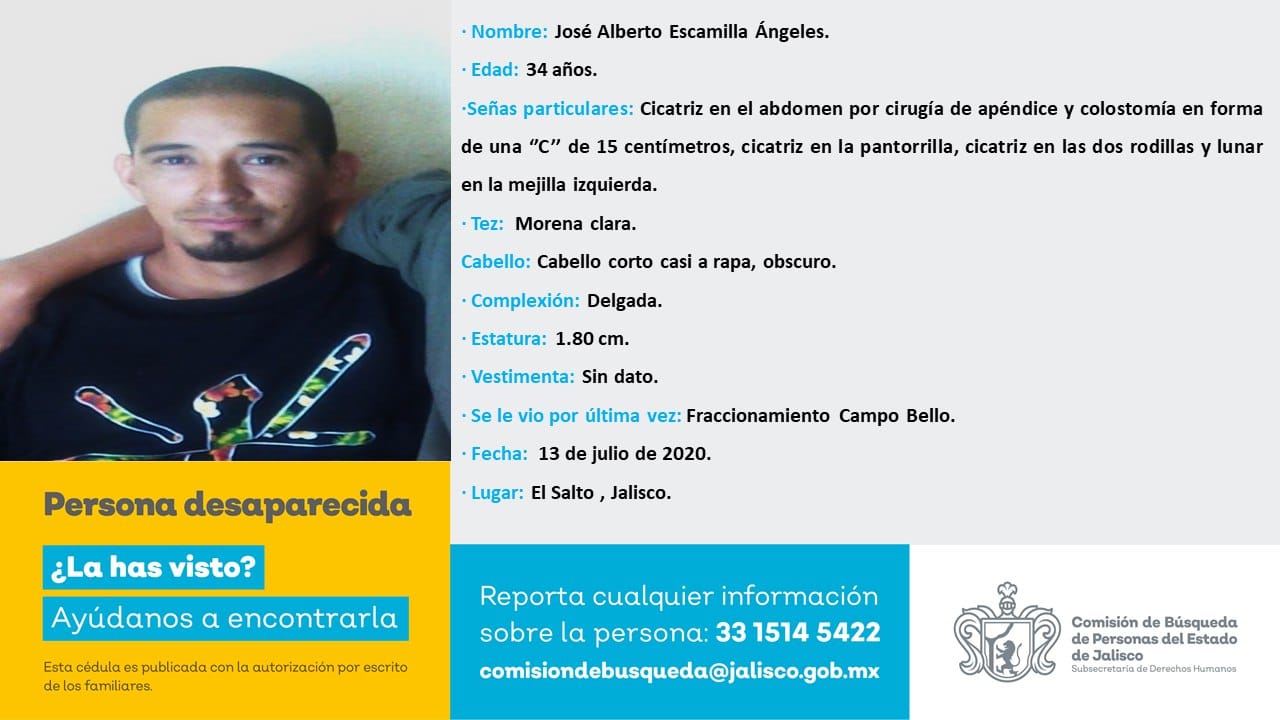 · Nombre: José Alberto Escamilla Ángeles.
· Edad: 34 años.
·Señas particulares: Cicatriz en el abdomen por cirugía de apéndice y colostomía en forma
de una “C” de 15 centímetros, cicatriz en la pantorrilla, cicatriz en las dos rodillas y lunar
en la mejilla izquierda.
· Tez: Morena clara.
Cabello: Cabello corto casi a rapa, obscuro.
· Complexión: Delgada.
· Estatura: 1.80 cm.
· Vestimenta: Sin dato.
· Se le vio por última vez: Fraccionamiento Campo Bello.
· Fecha: 13 de julio de 2020.
· Lugar: El Salto , Jalisco.
Persona desaparecida
¿La has visto?
Ayúdanos a encontrarla
Esta cédula es publicada con la autorización por escrito
de los familiares.
Reporta cualquier información
sobre la persona: 33 1514 5422
comisiondebusqueda@jalisco.gob.mx
Comisión de Búsqueda
de Personas del Estado
de Jalisco
Subsecretaría de Derechos Humanos